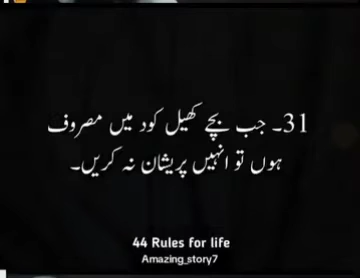 31۔ جب بچے کھیل کود میں مصروف
ہوں تو انہیں پریشان نہ کریں۔
44 Rules for life
Amazing_story7